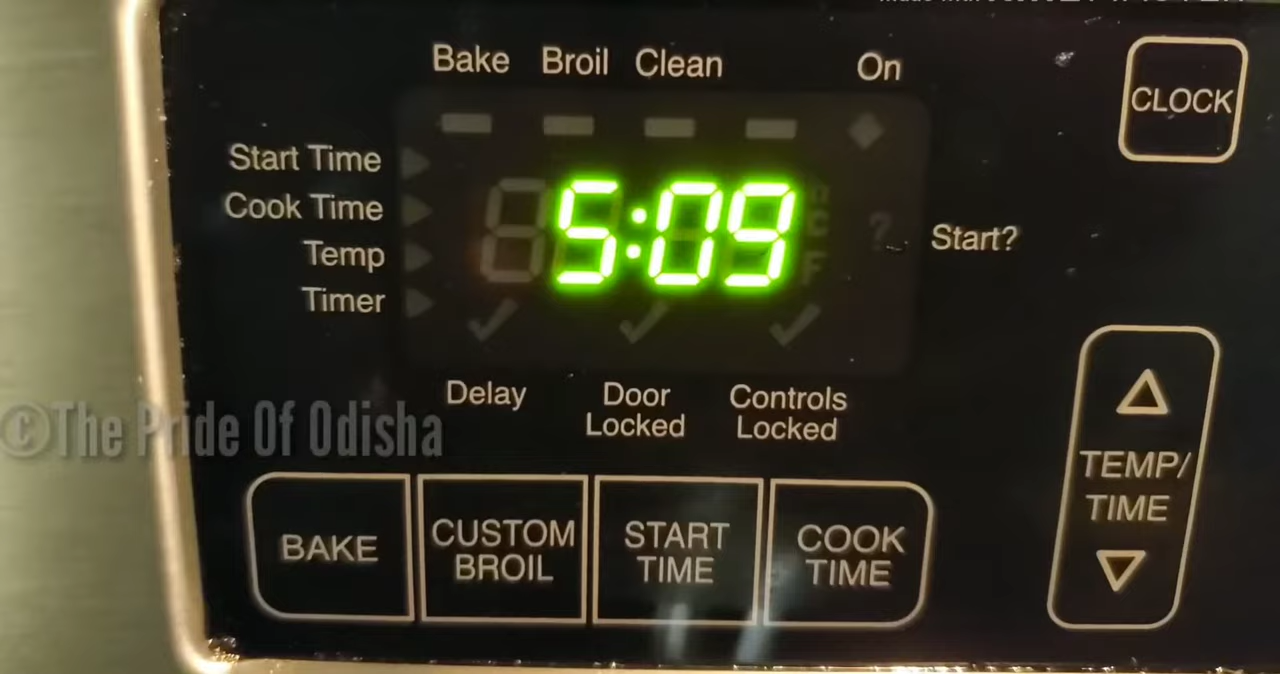 Bake Broil Clean On
CLOCK
Start Time
Cook Time
Temp
Timer
5:09
?
Start?
Delay
Door
Locked
Controls
Locked
©The Pride Of Odisha
TEMP/
TIME
BAKE
CUSTOM
BROIL
START
TIME
COOK
TIME